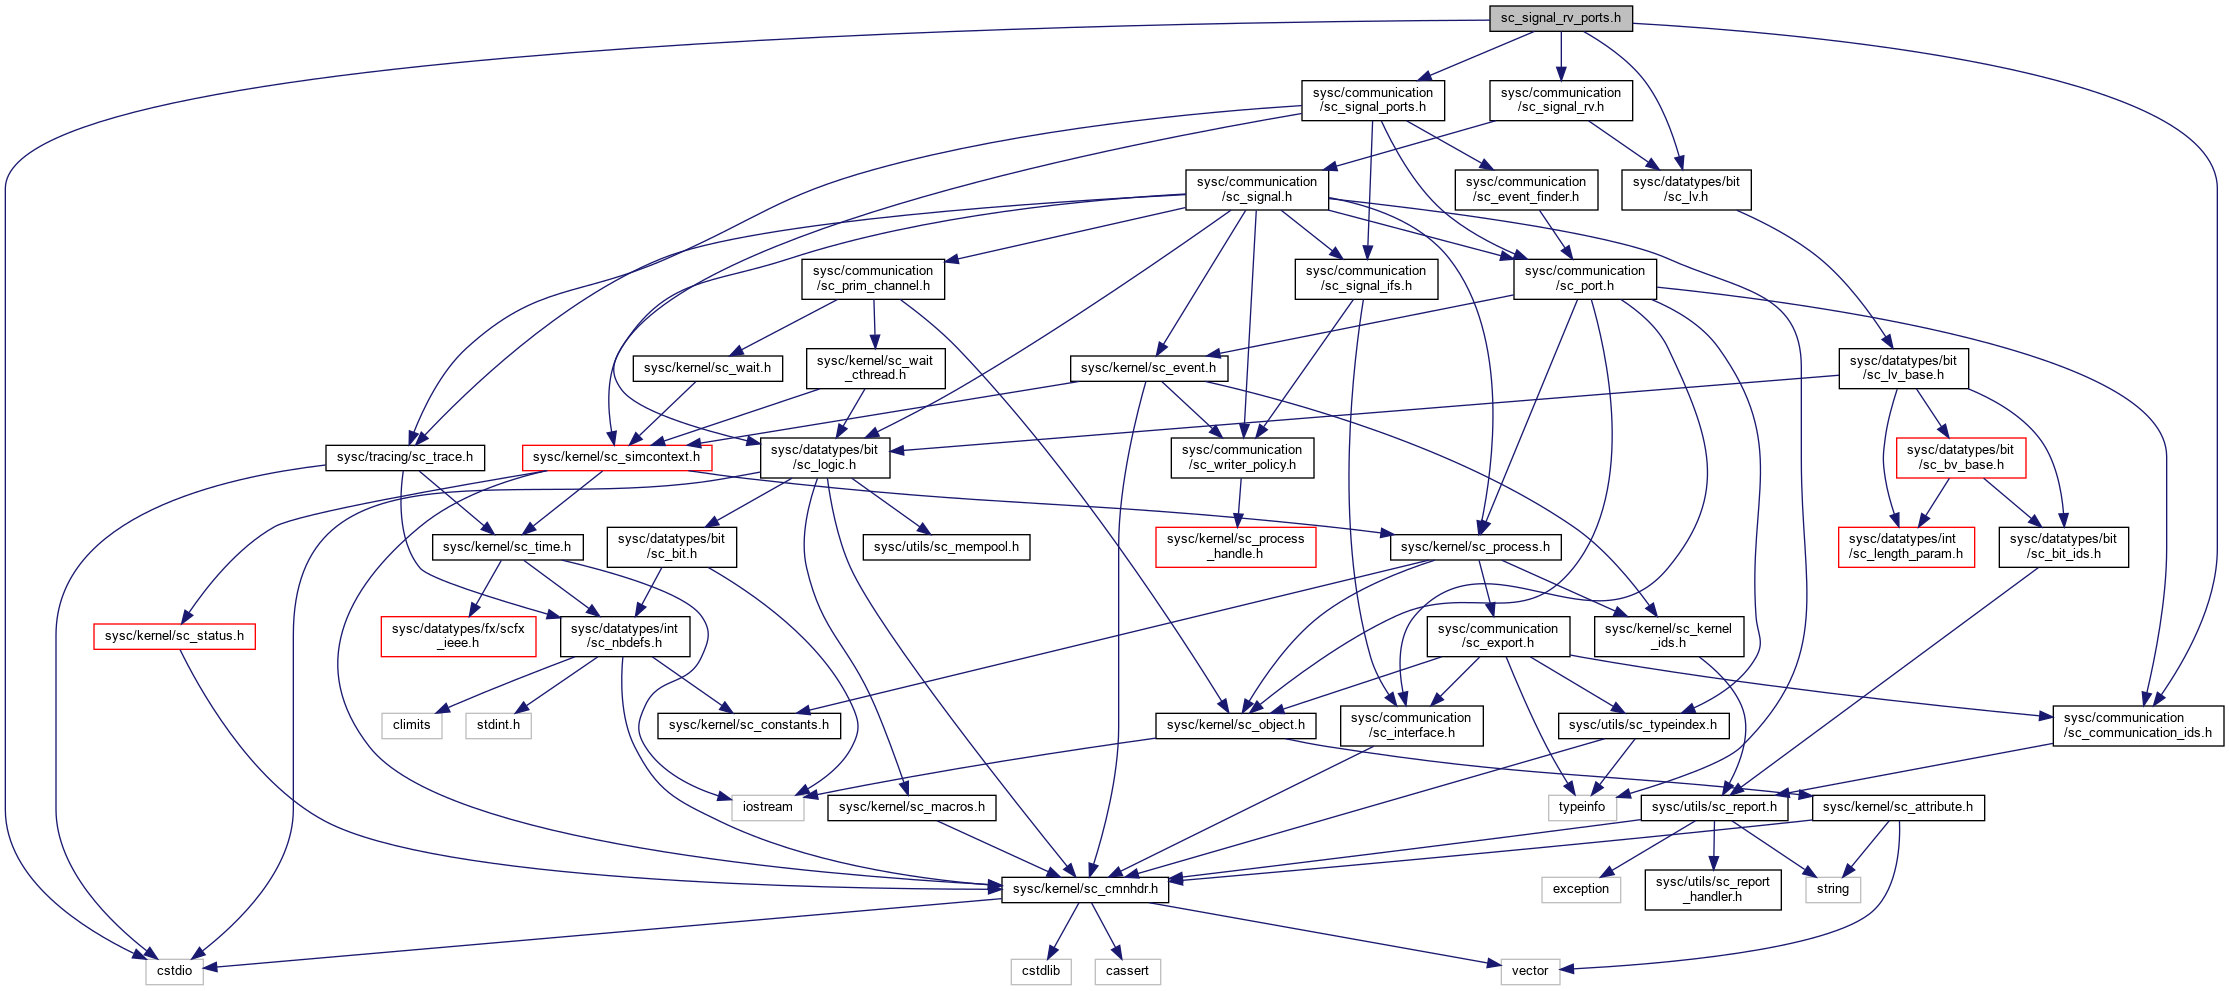 sc_signal_rv_ports.h
sysc/communication
/sc_signal_ports.h
sysc/communication
/sc_signal_rv.h
sysc/communication
/sc_signal.h
sysc/communication
/sc_event_finder.h
sysc/datatypes/bit
/sc_lv.h
sysc/communication
/sc_prim_channel.h
sysc/communication
/sc_signal_ifs.h
sysc/communication
/sc_port.h
sysc/kernel/sc_wait.h
sysc/kernel/sc_wait
_cthread.h
sysc/kernel/sc_event.h
sysc/datatypes/bit
/sc_lv_base.h
sysc/tracing/sc_trace.h
sysc/kernel/sc_simcontext.h
sysc/datatypes/bit
/sc_logic.h
sysc/communication
/sc_writer_policy.h
sysc/datatypes/bit
/sc_bv_base.h
sysc/kernel/sc_time.h
sysc/datatypes/bit
/sc_bit.h
sysc/utils/sc_mempool.h
sysc/kernel/sc_process
_handle.h
sysc/kernel/sc_process.h
sysc/datatypes/int
/sc_length_param.h
sysc/datatypes/bit
/sc_bit_ids.h
sysc/kernel/sc_status.h
sysc/datatypes/fx/scfx
_ieee.h
sysc/datatypes/int
/sc_nbdefs.h
sysc/communication
/sc_export.h
sysc/kernel/sc_kernel
_ids.h
climits
stdint.h
sysc/kernel/sc_constants.h
sysc/kernel/sc_object.h
sysc/communication
/sc_interface.h
sysc/utils/sc_typeindex.h
sysc/communication
/sc_communication_ids.h
iostream
sysc/kernel/sc_macros.h
typeinfo
sysc/utils/sc_report.h
sysc/kernel/sc_attribute.h
sysc/kernel/sc_cmnhdr.h
exception
sysc/utils/sc_report
_handler.h
string
cstdio
cstdlib
cassert
vector